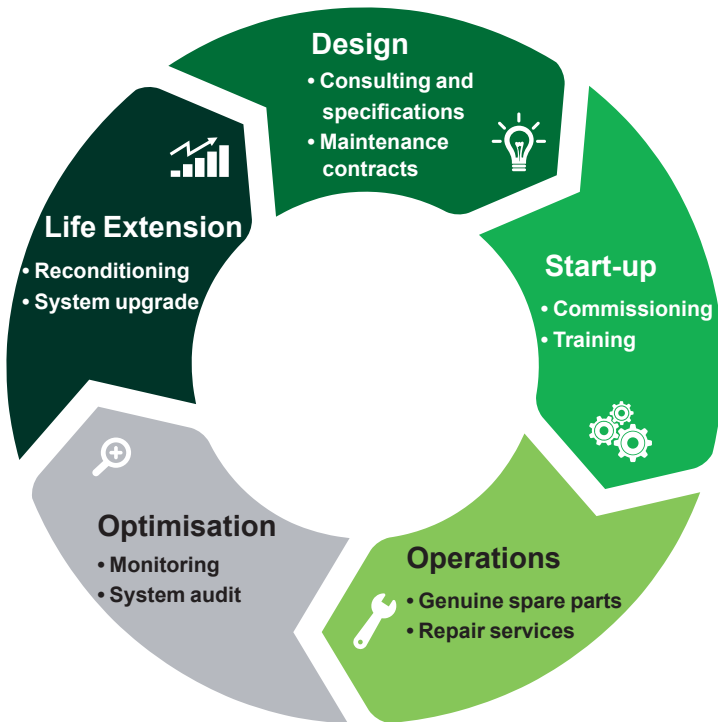 Design
• Consulting and
specifications
• Maintenance
contracts
Start-up
• Commissioning
• Training
Operations
• Genuine spare parts
• Repair services
Optimisation
• Monitoring
• System audit
Life Extension
• Reconditioning
• System upgrade